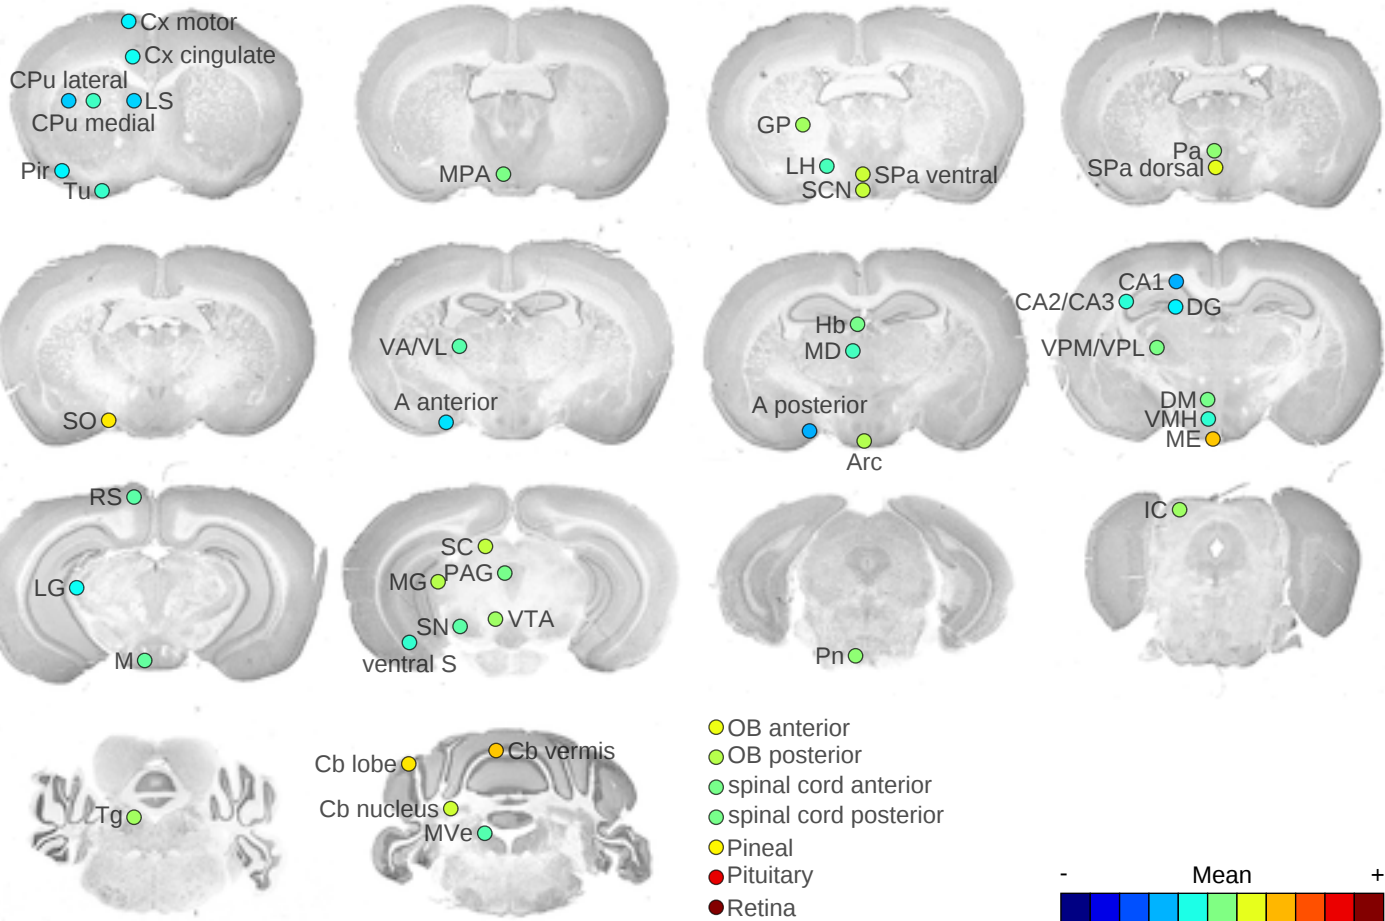 Cx motor
Cx cingulate
CPu lateral
LS
CPu medial
Pir
Tu
MPA
GP
LH
SPa ventral
SCN
Pa
SPa dorsal
SO
VA/VL
A anterior
Hb
MD
A posterior
Arc
CA1
CA2/CA3
DG
VPM/VPL
DM
VMH
ME
RS
LG
M
SC
PAG
MG
VTA
SN
ventral S
Pn
IC
Tg
Cb lobe
Cb vermis
Cb nucleus
MVe
OB anterior
OB posterior
spinal cord anterior
spinal cord posterior
Pineal
Pituitary
Retina
- Mean +